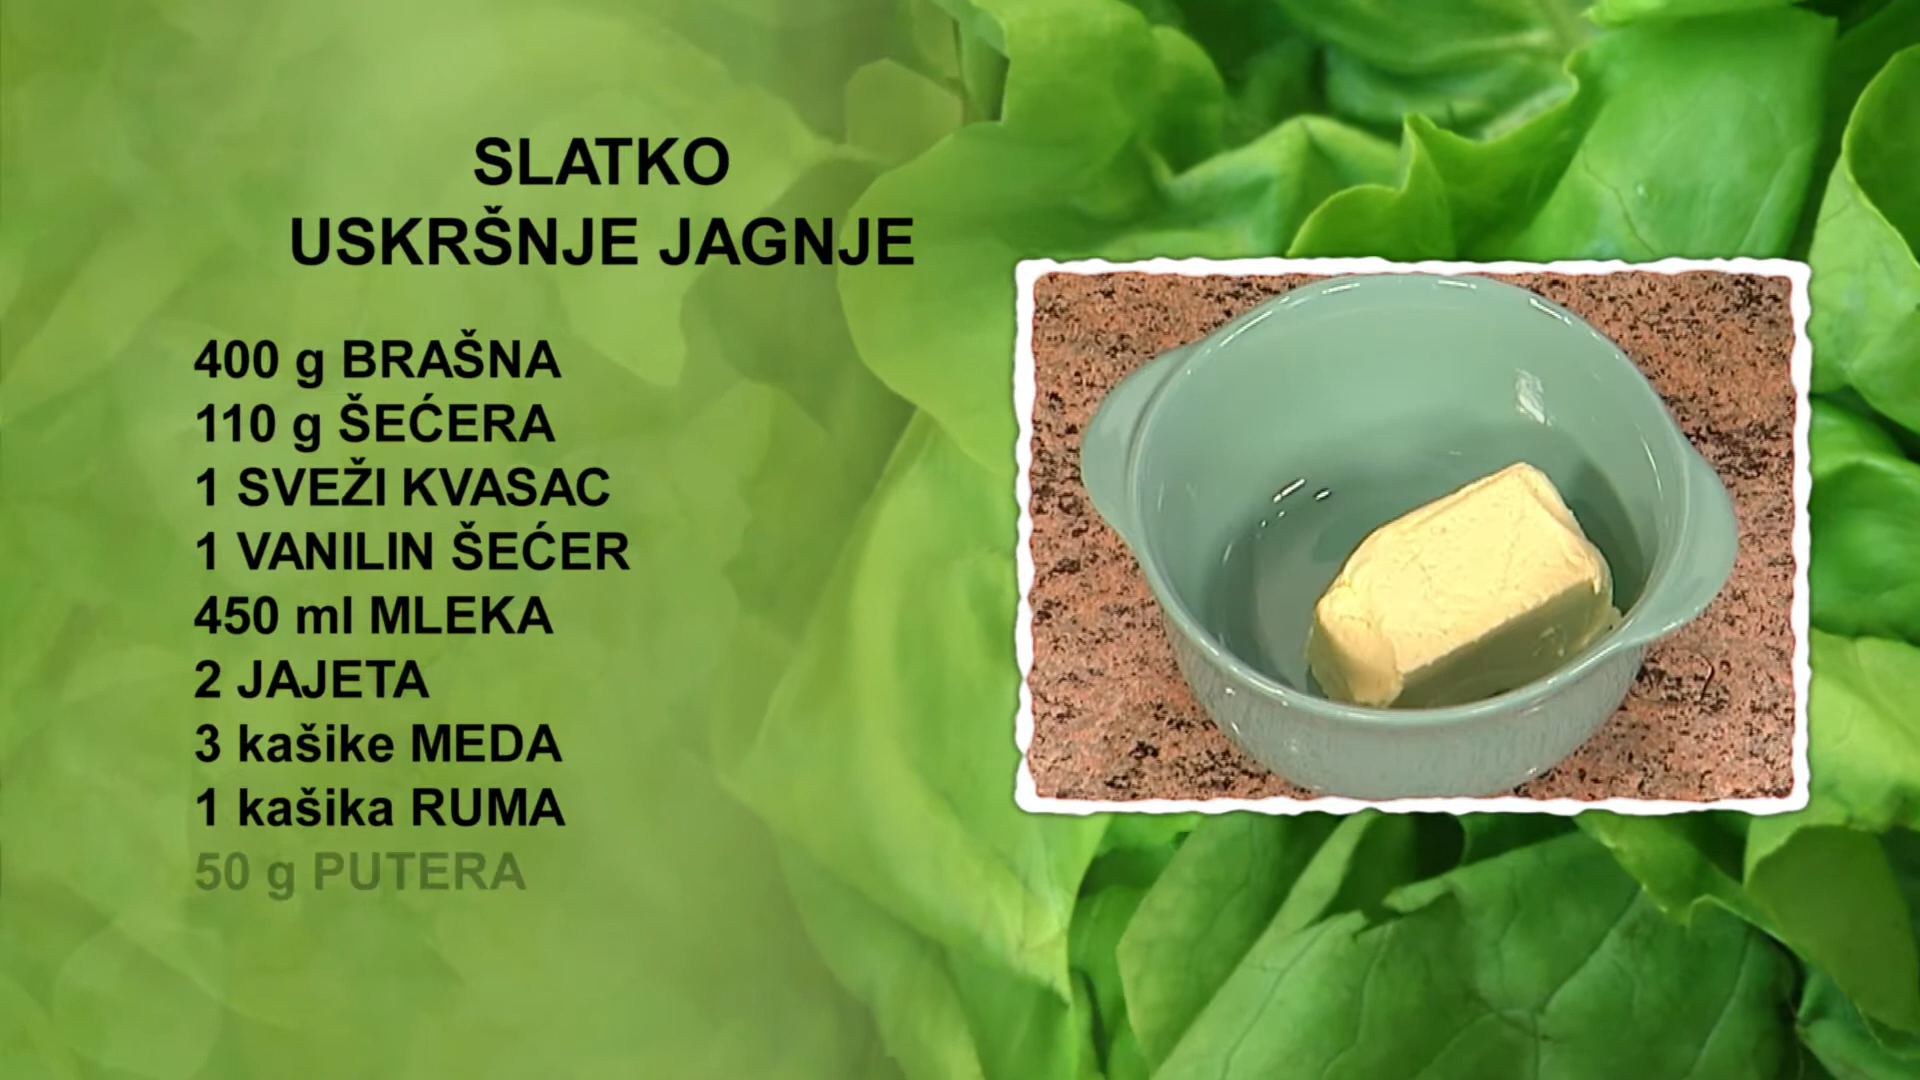 SLATKO
USKRŠNJE JAGNJE
400 g BRAŠNA
110 g ŠEĆERA
1 SVEŽI KVASAC
1 VANILIN ŠEĆER
450 ml MLEKA
2 JAJETA
3 kašike MEDA
1 kašika RUMA
50 g PUTERA